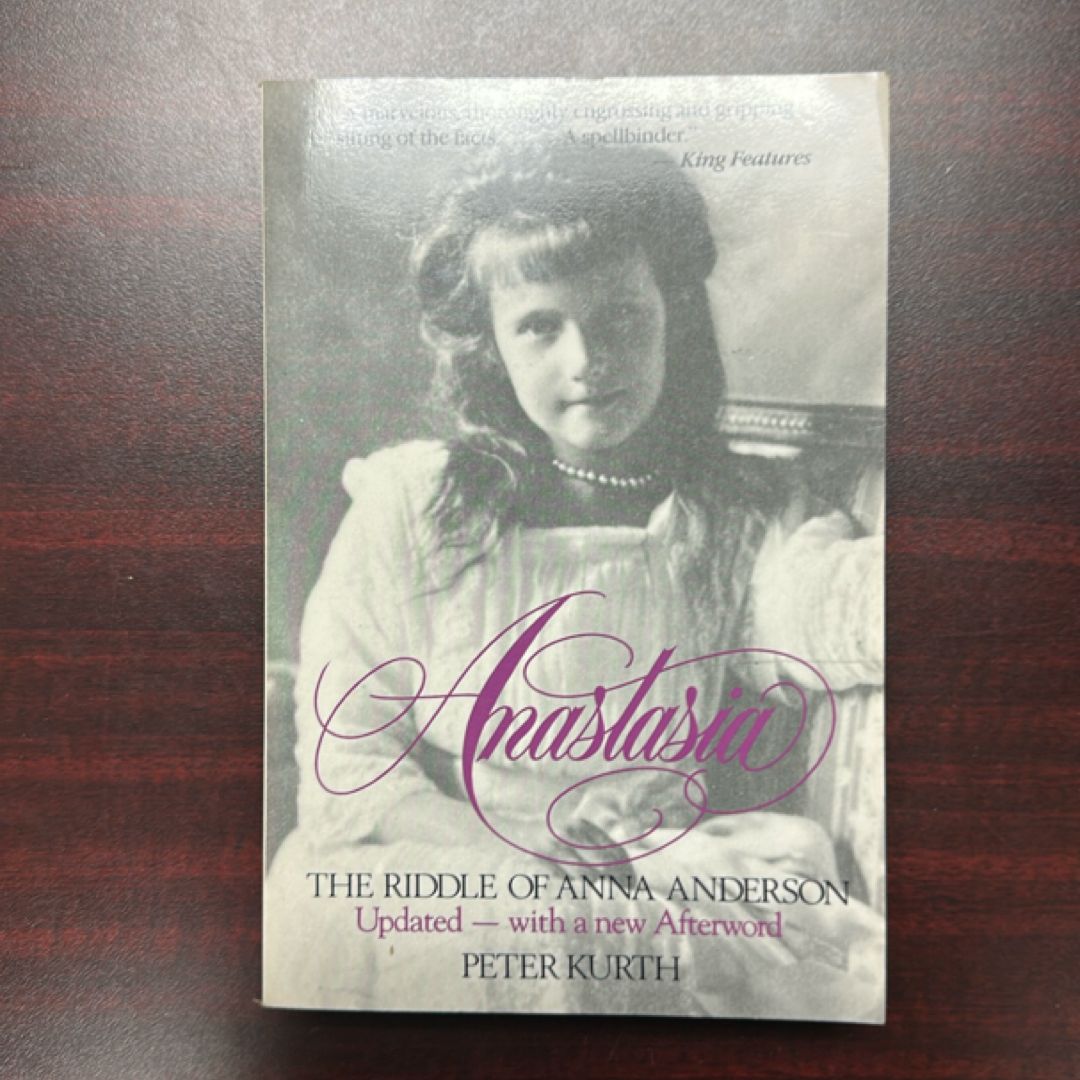 "A marvelous, thoroughly engrossing and gripping
sifting of the facts A spellbinder."
— King Features
Anastasia
THE RIDDLE OF ANNA ANDERSON
Updated — with a new Afterword
PETER KURTH